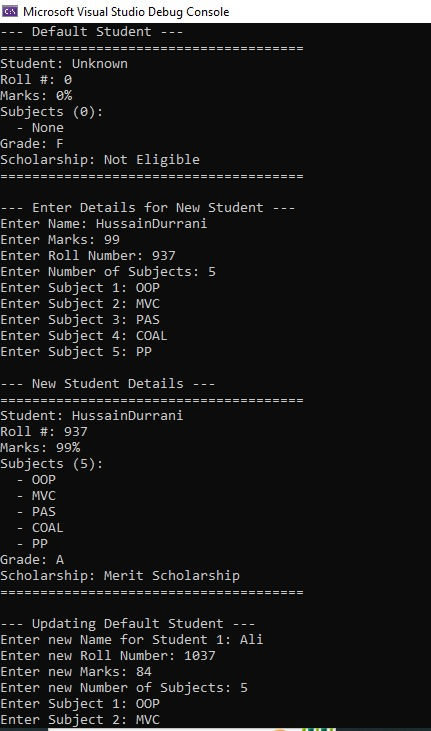 Microsoft Visual Studio Debug Console
--- Default Student ---
======================================
Student: Unknown
Roll #: 0
Marks: 0%
Subjects (0):
  - None
Grade: F
Scholarship: Not Eligible
======================================

--- Enter Details for New Student ---
Enter Name: HussainDurrani
Enter Marks: 99
Enter Roll Number: 937
Enter Number of Subjects: 5
Enter Subject 1: OOP
Enter Subject 2: MVC
Enter Subject 3: PAS
Enter Subject 4: COAL
Enter Subject 5: PP

--- New Student Details ---
======================================
Student: HussainDurrani
Roll #: 937
Marks: 99%
Subjects (5):
  - OOP
  - MVC
  - PAS
  - COAL
  - PP
Grade: A
Scholarship: Merit Scholarship
======================================

--- Updating Default Student ---
Enter new Name for Student 1: Ali
Enter new Roll Number: 1037
Enter new Marks: 84
Enter new Number of Subjects: 5
Enter Subject 1: OOP
Enter Subject 2: MVC